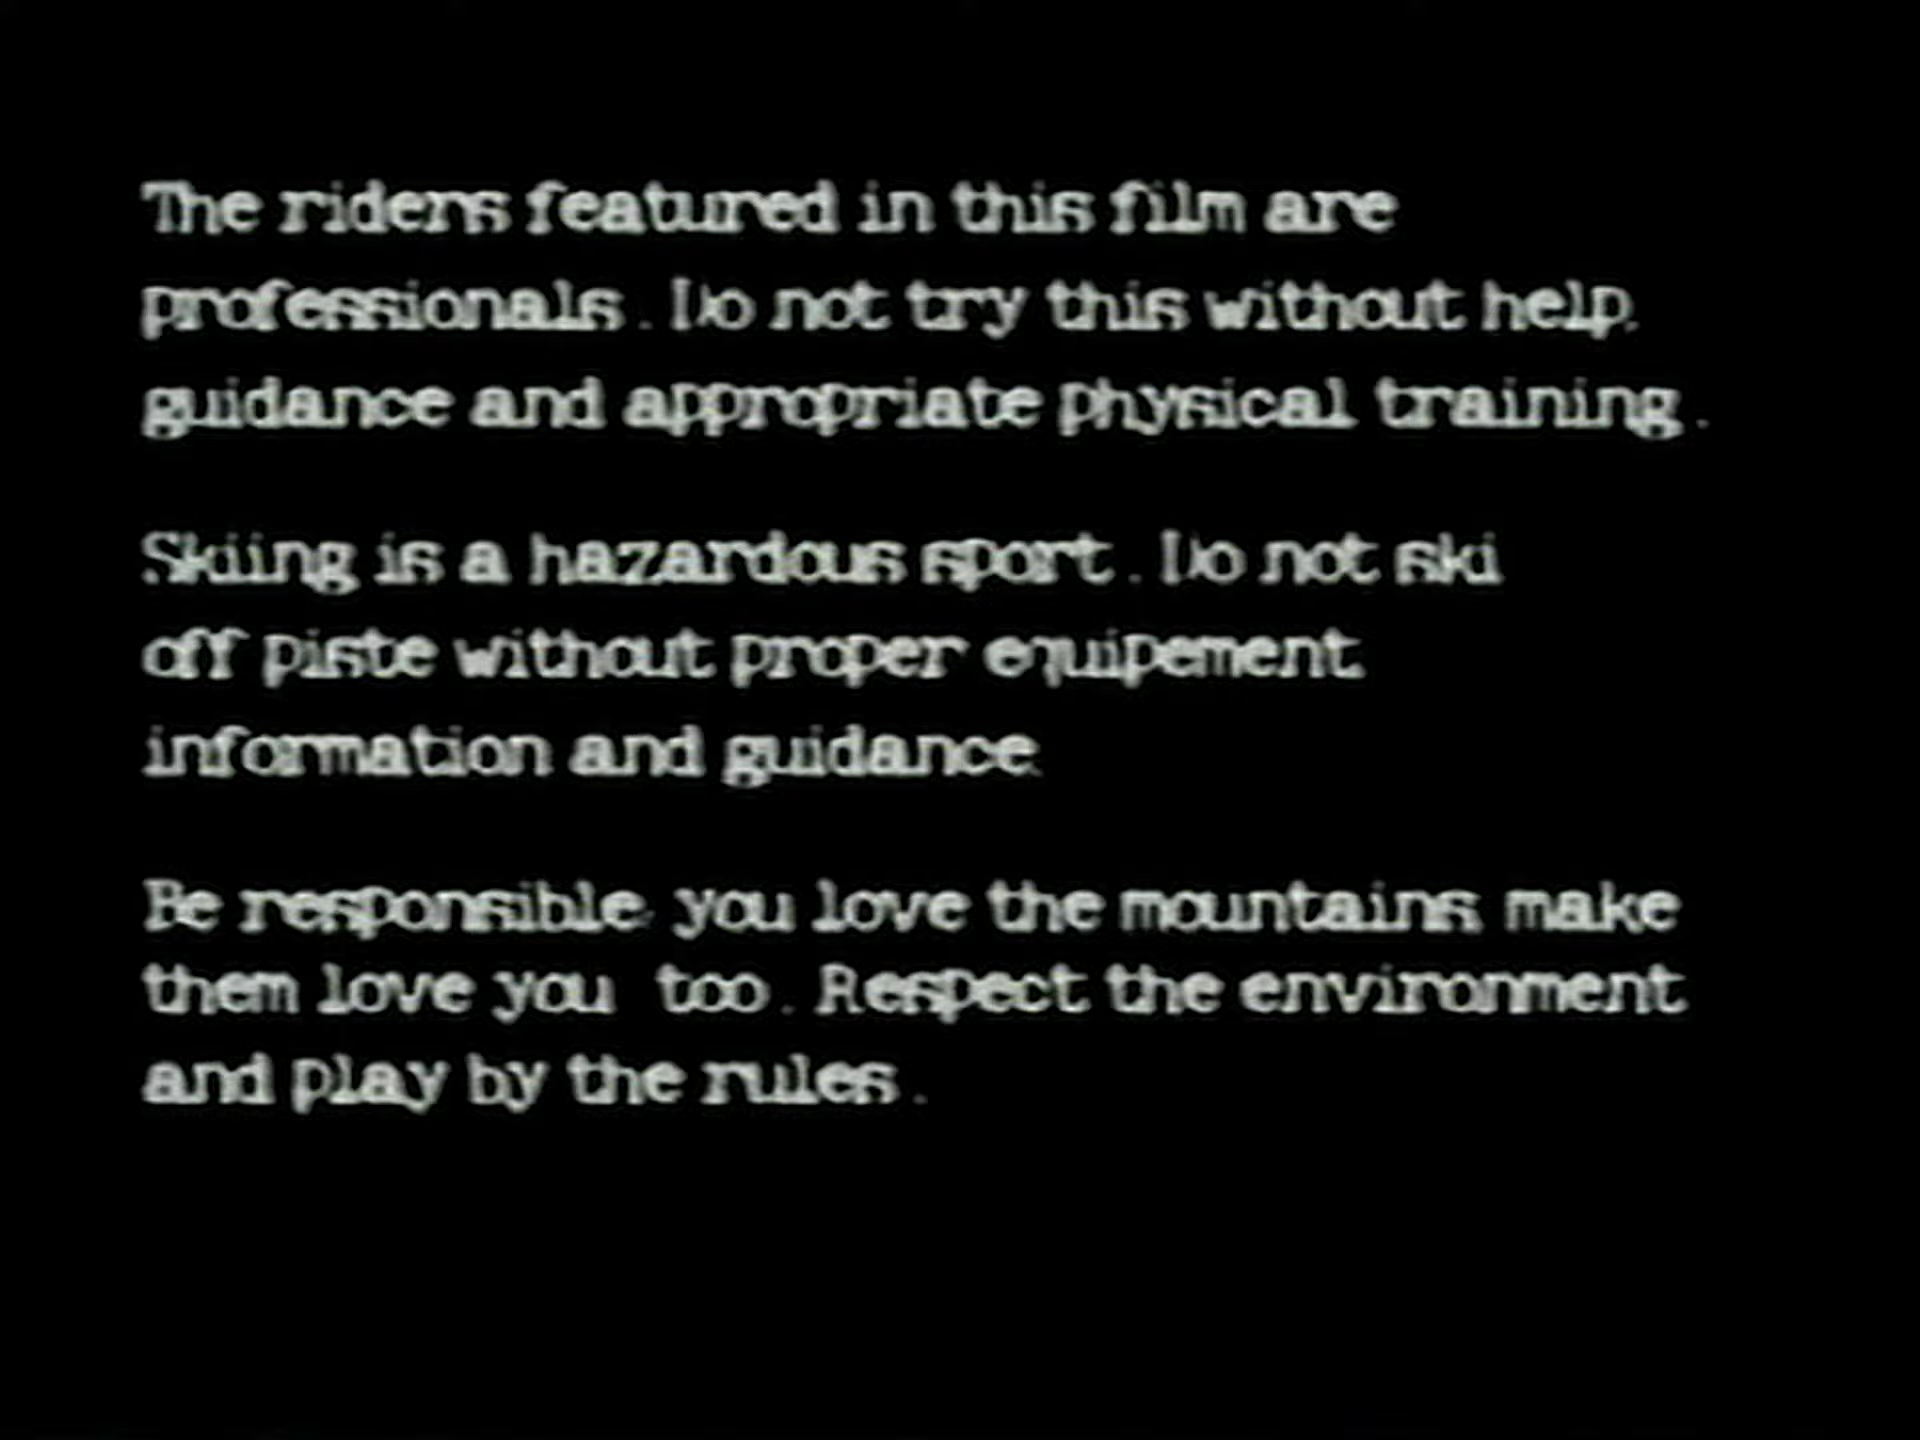 The riders featured in this film are
professionals. Do not try this without help,
guidance and appropriate physical training.
Skiing is a hazardous sport. Do not ski
off piste without proper equipement,
information and guidance.
Be responsible, you love the mountains, make
them love you too. Respect the environment
and play by the rules.